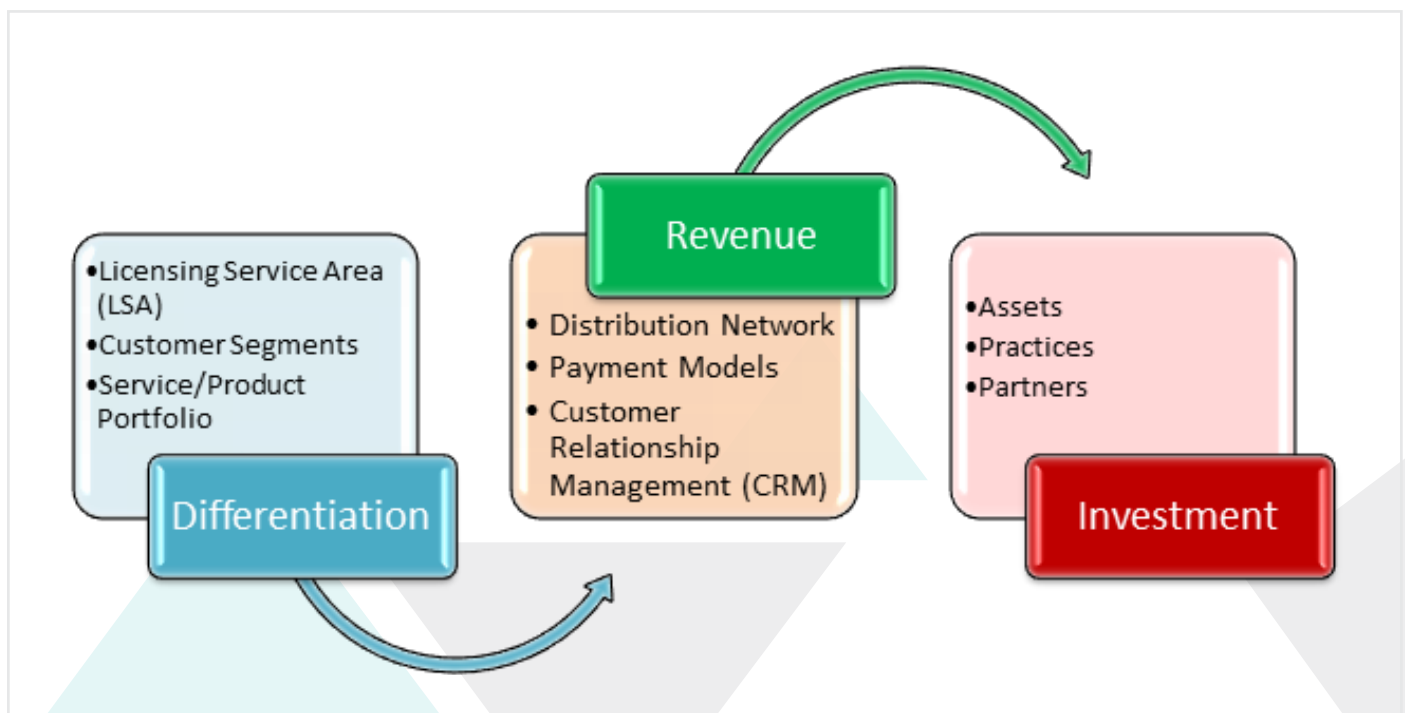 •Licensing Service Area
(LSA)
•Customer Segments
•Service/Product
Portfolio
Differentiation
Revenue
• Distribution Network
• Payment Models
• Customer
Relationship
Management (CRM)
•Assets
•Practices
•Partners
Investment